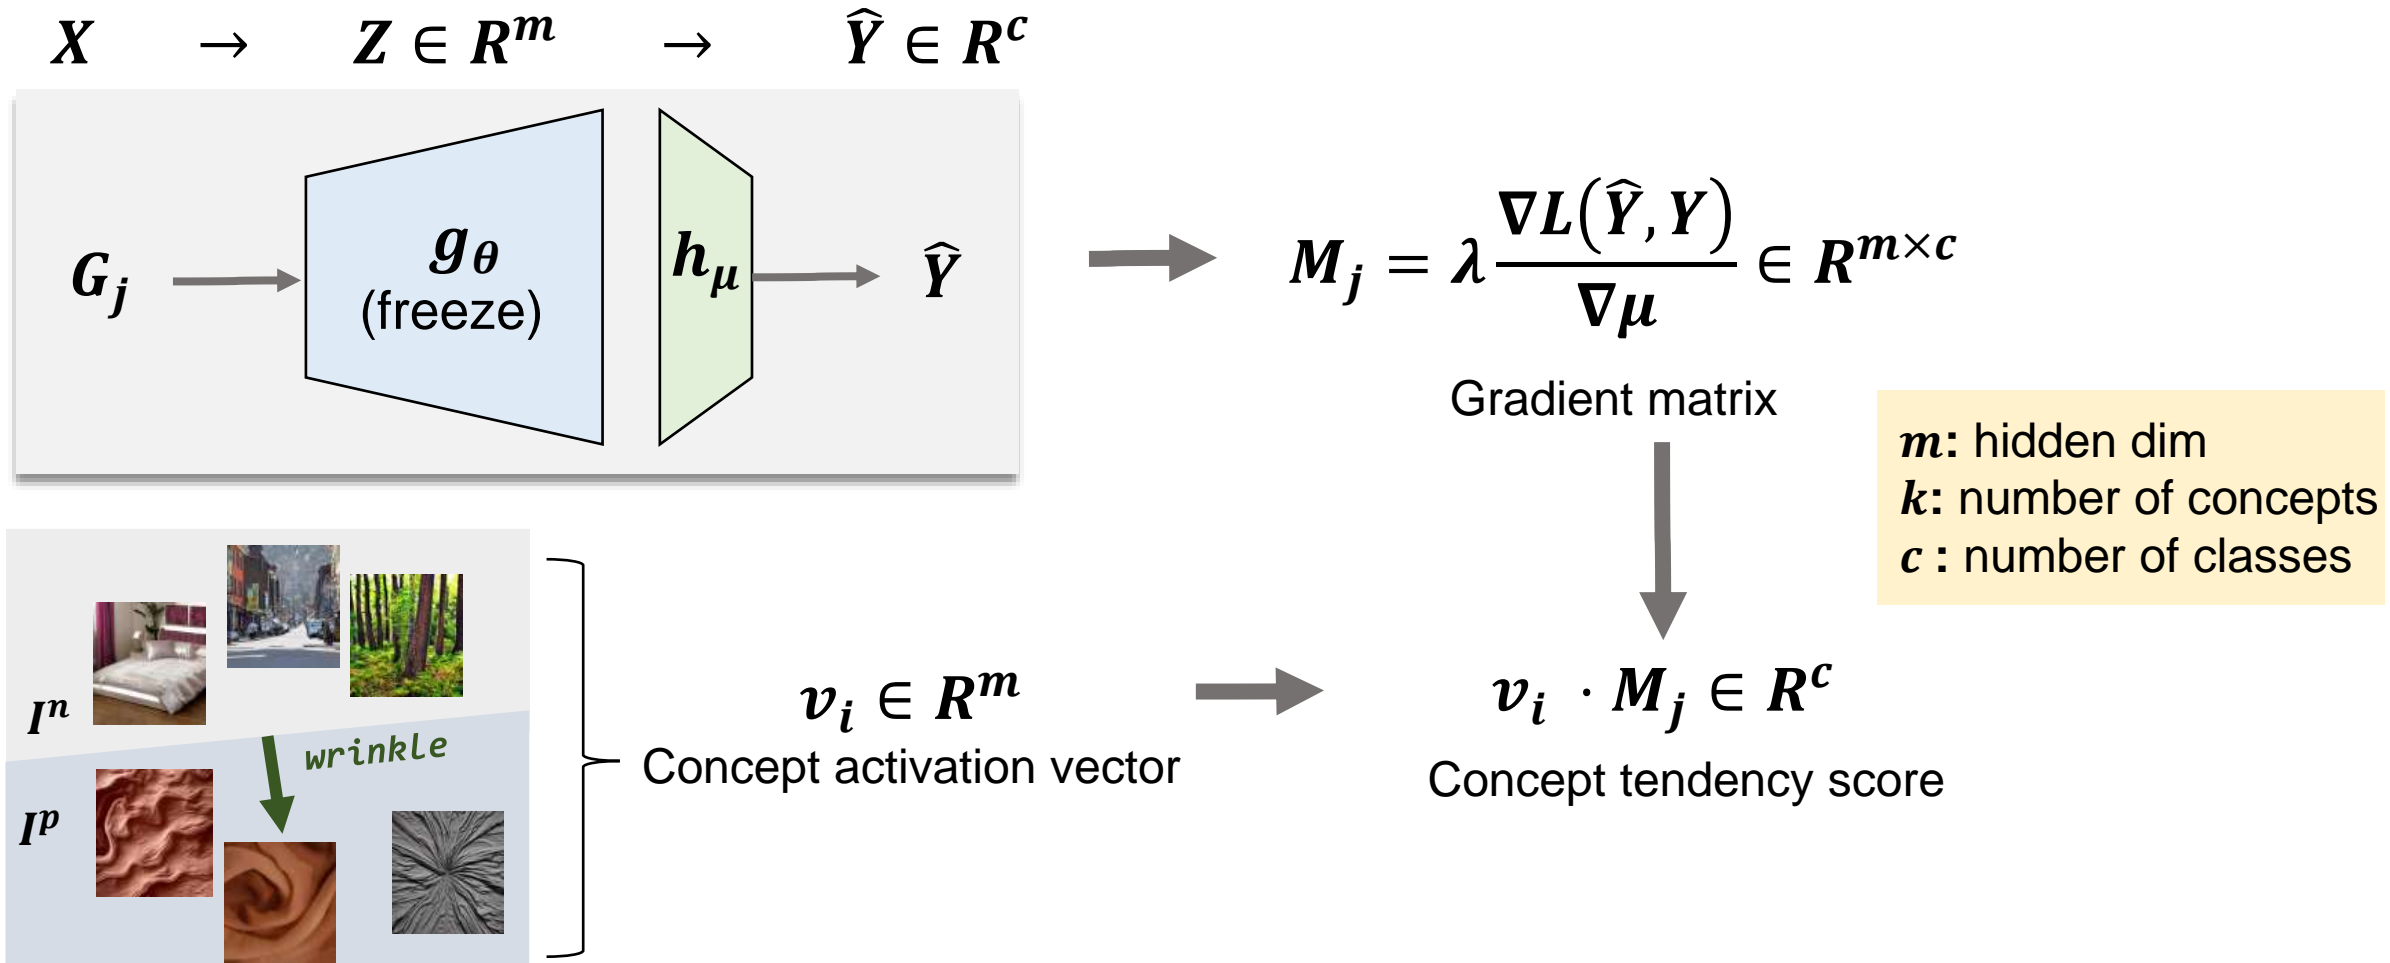 X → Z ∈ R^m → Ŷ ∈ R^c
G_j
g_θ
(freeze)
h_μ
Ŷ
M_j = λ ∇L(Ŷ, Y) / ∇μ ∈ R^{m×c}
Gradient matrix
m: hidden dim
k: number of concepts
c : number of classes
I^n
wrinkle
I^p
v_i ∈ R^m
Concept activation vector
v_i · M_j ∈ R^c
Concept tendency score